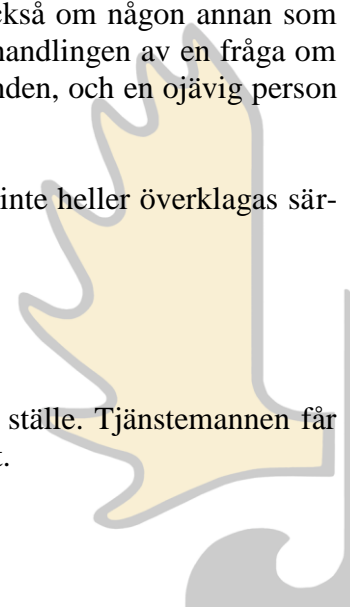 ckså om någon annan som
handlingen av en fråga om
nden, och en ojävig person
inte heller överklagas sär-
ställe. Tjänstemannen får